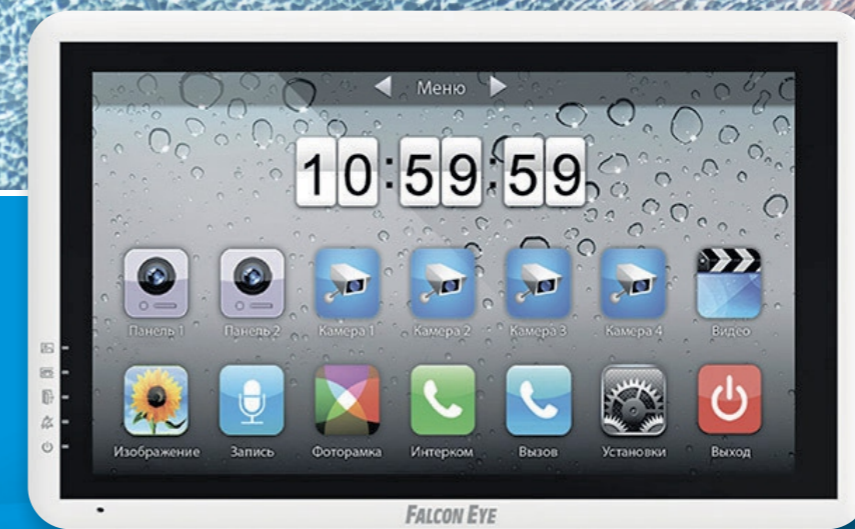 Меню
10:59:59
Панель 1 Панель 2 Камера 1 Камера 2 Камера 3 Камера 4 Видео
Изображение Запись Фоторамка Интерком Вызов Установки Выход
FALCON EYE